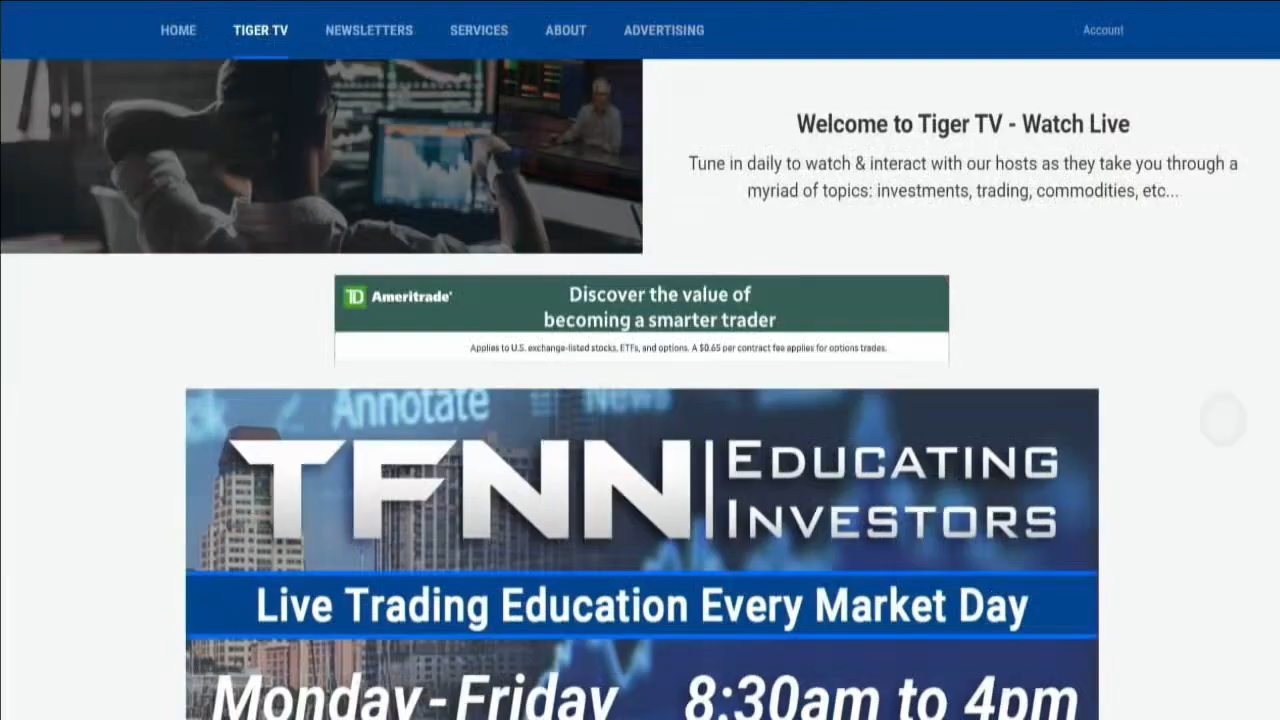 HOME TIGER TV NEWSLETTERS SERVICES ABOUT ADVERTISING Account
Welcome to Tiger TV - Watch Live
Tune in daily to watch & interact with our hosts as they take you through a
myriad of topics: investments, trading, commodities, etc...
TD Ameritrade
Discover the value of
becoming a smarter trader
Applies to U.S. exchange-listed stocks, ETFs, and options. A $0.65 per contract fee applies for options trades.
Annotate News
TFNN EDUCATING
INVESTORS
Live Trading Education Every Market Day
Monday - Friday 8:30am to 4pm